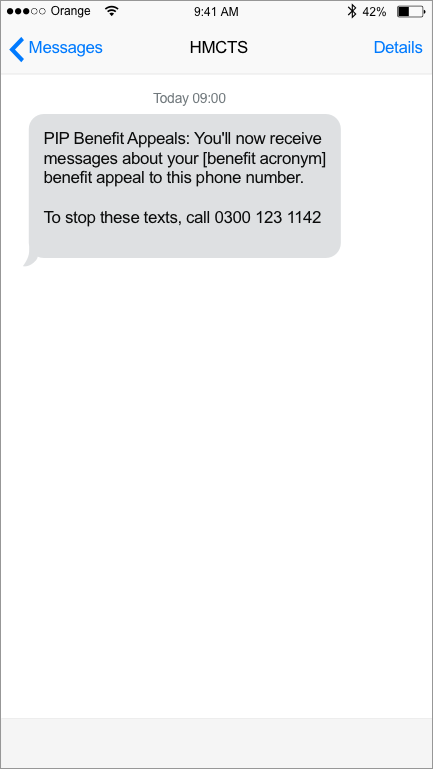 Orange 9:41 AM 42%
Messages HMCTS Details
Today 09:00
PIP Benefit Appeals: You'll now receive
messages about your [benefit acronym]
benefit appeal to this phone number.
To stop these texts, call 0300 123 1142